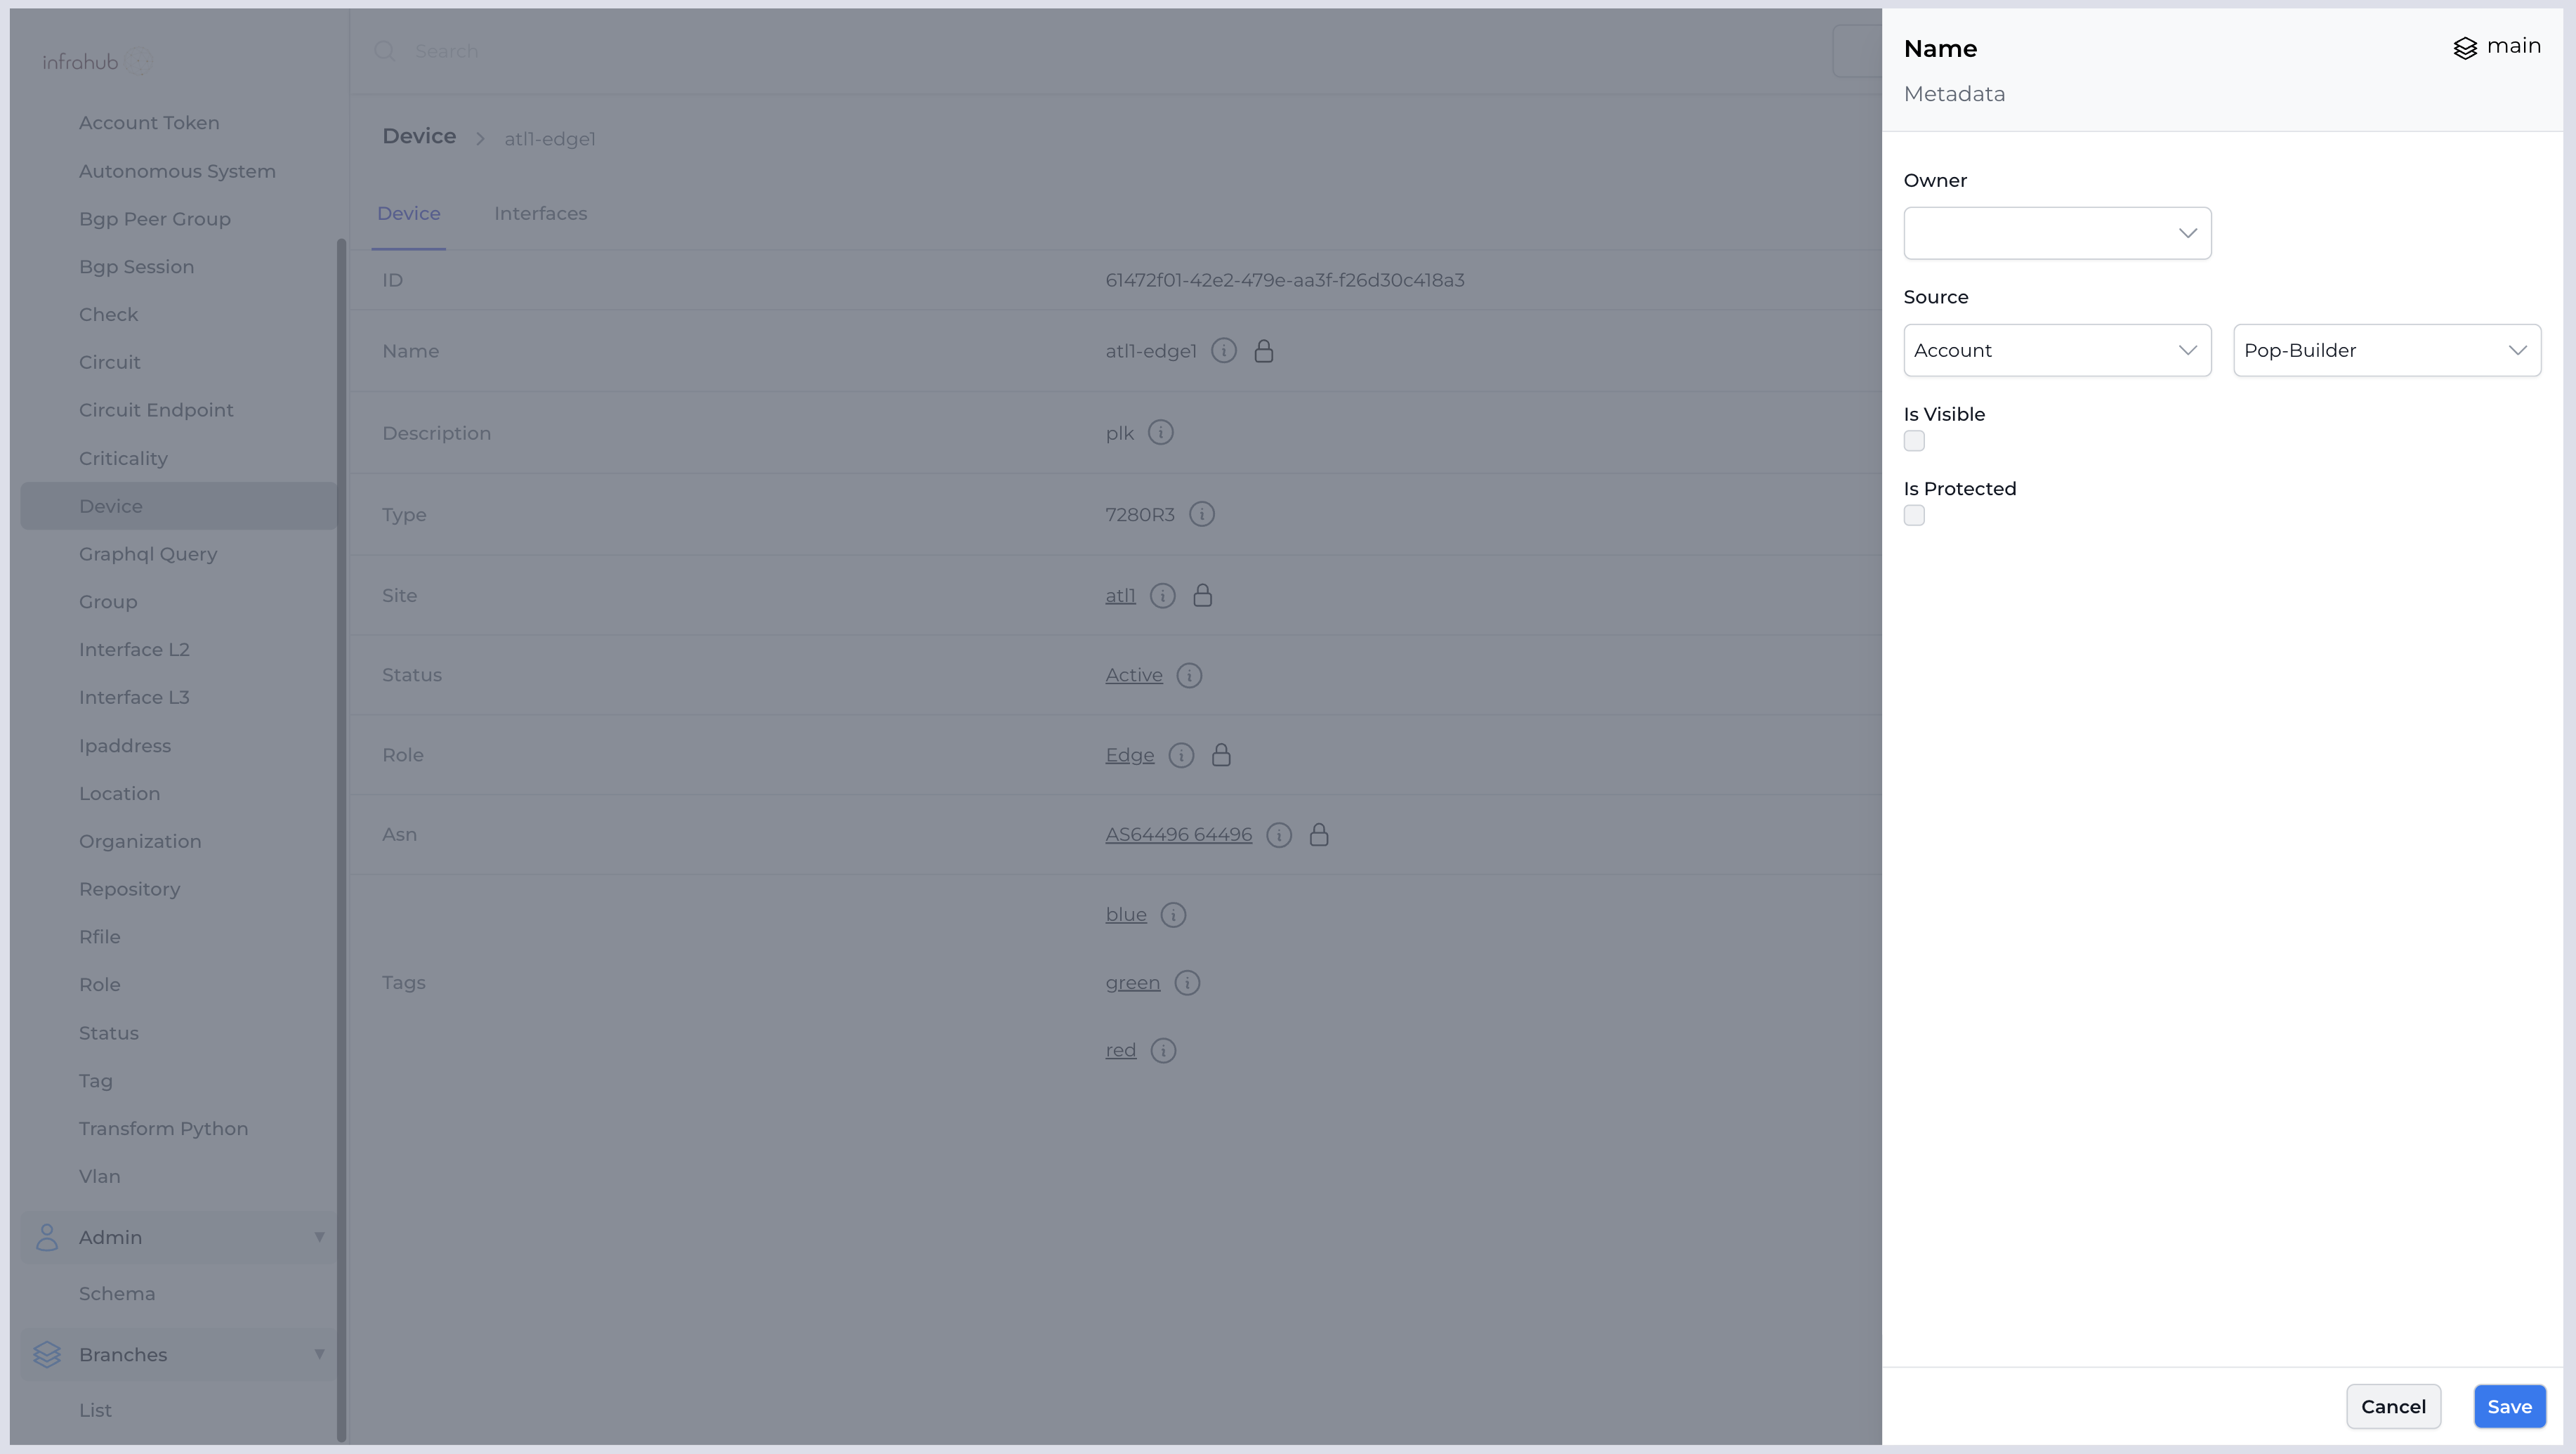 infrahub
Account Token
Autonomous System
Bgp Peer Group
Bgp Session
Check
Circuit
Circuit Endpoint
Criticality
Device
Graphql Query
Group
Interface L2
Interface L3
Ipaddress
Location
Organization
Repository
Rfile
Role
Status
Tag
Transform Python
Vlan
Admin
Schema
Branches
List
Search
Device > atl1-edge1
Device Interfaces
ID 61472f01-42e2-479e-aa3f-f26d30c418a3
Name atl1-edge1
Description plk
Type 7280R3
Site atl1
Status Active
Role Edge
Asn AS64496 64496
Tags
blue
green
red
Name main
Metadata
Owner
Source
Account Pop-Builder
Is Visible
Is Protected
Cancel Save